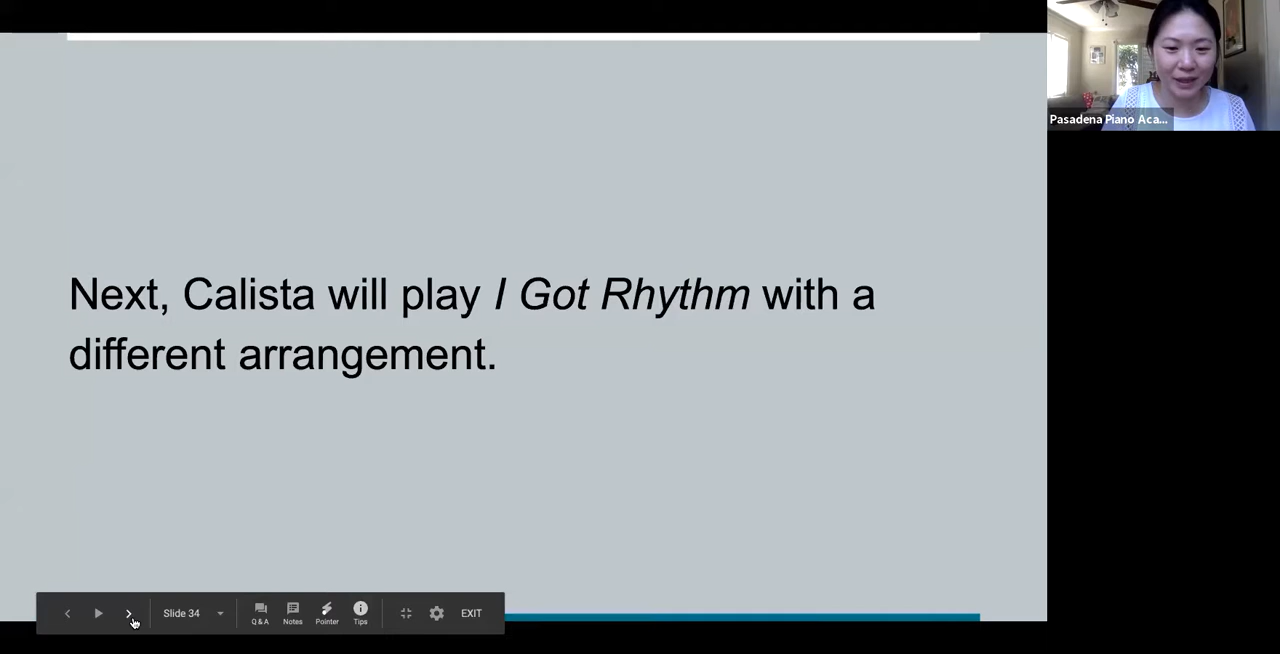 Pasadena Piano Aca...
Next, Calista will play I Got Rhythm with a
different arrangement.
Slide 34
Q & A
Notes
Pointer
Tips
EXIT